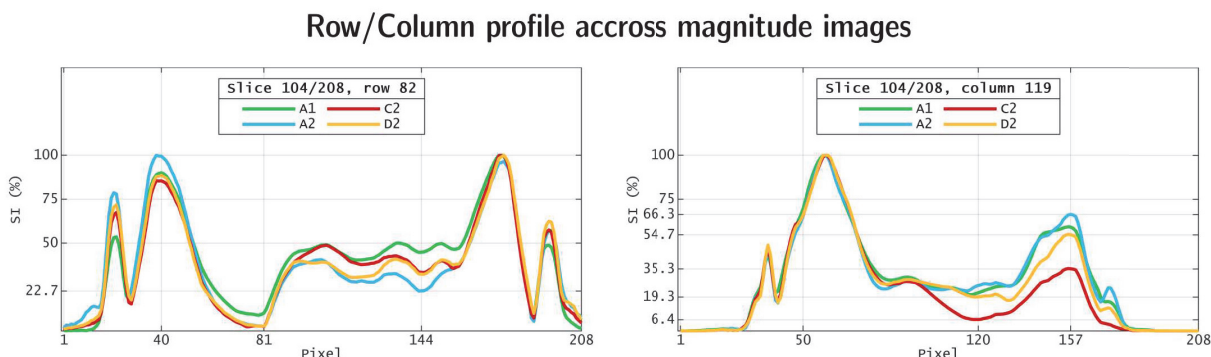 Row/Column profile accross magnitude images
Slice 104/208, row 82
A1 C2
A2 D2
SI (%)
100
75
50
22.7
1 40 81 144 208
Pixel
Slice 104/208, column 119
A1 C2
A2 D2
SI (%)
100
75
66.3
54.7
35.3
19.3
6.4
1 50 120 157 208
Pixel